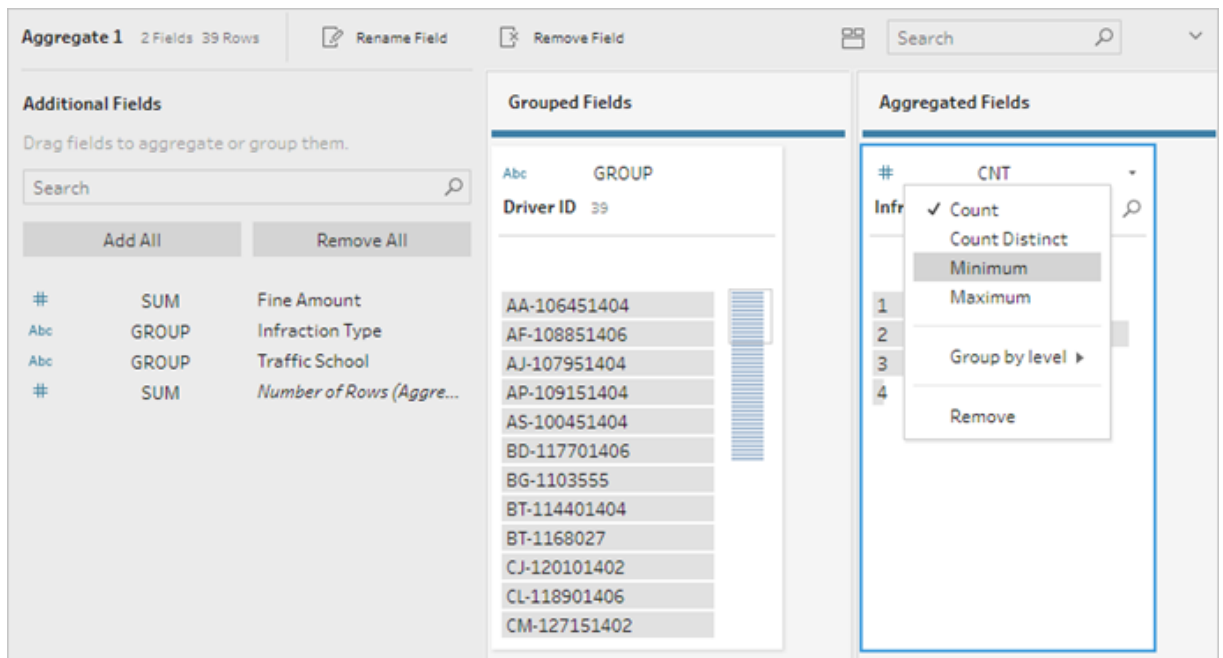 Aggregate 1 2 Fields 39 Rows Rename Field Remove Field Search
Additional Fields
Drag fields to aggregate or group them.
Search
Add All Remove All
# SUM Fine Amount
Abc GROUP Infraction Type
Abc GROUP Traffic School
# SUM Number of Rows (Aggre...
Grouped Fields
Abc GROUP
Driver ID 39
AA-106451404
AF-108851406
AJ-107951404
AP-109151404
AS-100451404
BD-117701406
BG-1103555
BT-114401404
BT-1168027
CJ-120101402
CL-118901406
CM-127151402
Aggregated Fields
# CNT
Infr
1
2
3
4
✓ Count
Count Distinct
Minimum
Maximum
Group by level
Remove